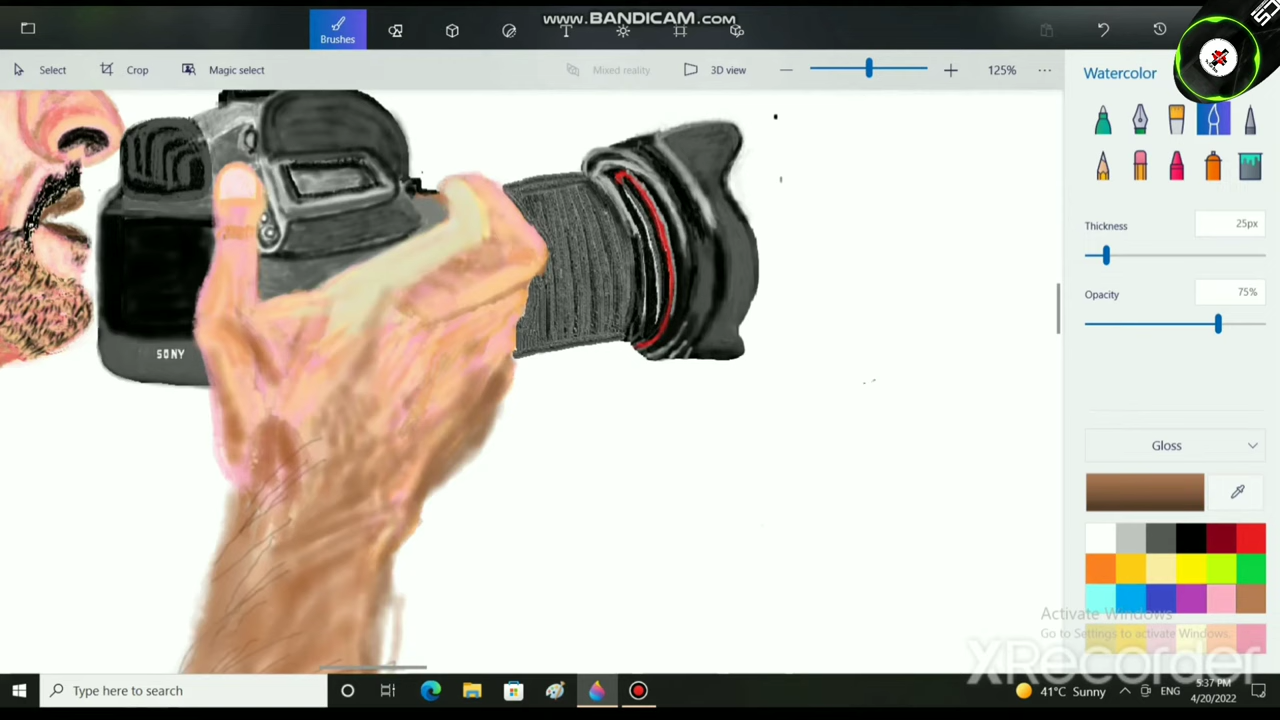 www.BANDICAM.com
Brushes
Select
Crop
Magic select
Mixed reality
3D view
125%
Watercolor
Thickness
25px
Opacity
75%
SONY
Gloss
Activate Windows
Go to Settings to activate Windows.
XRecorder
Type here to search
41°C Sunny
ENG
5:37 PM
4/20/2022